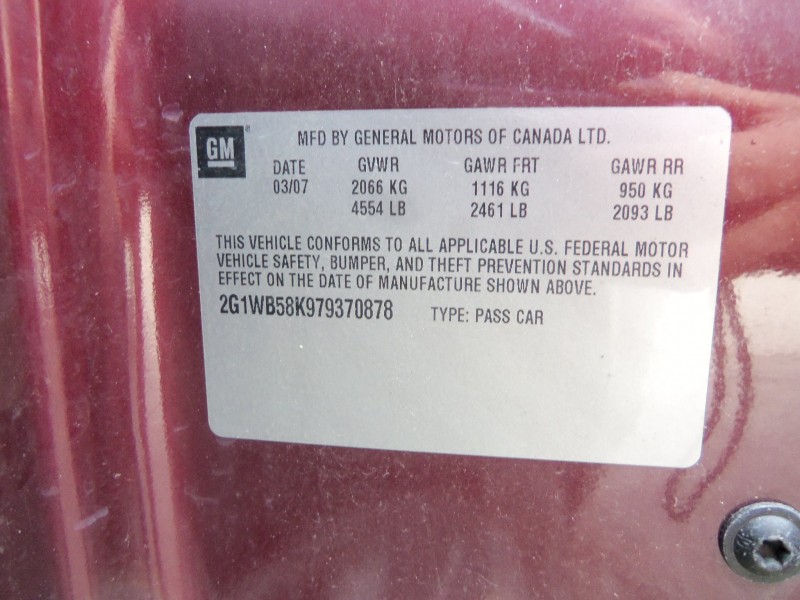 GM
MFD BY GENERAL MOTORS OF CANADA LTD.
DATE GVWR GAWR FRT GAWR RR
03/07 2066 KG 1116 KG 950 KG
4554 LB 2461 LB 2093 LB
THIS VEHICLE CONFORMS TO ALL APPLICABLE U.S. FEDERAL MOTOR
VEHICLE SAFETY, BUMPER, AND THEFT PREVENTION STANDARDS IN
EFFECT ON THE DATE OF MANUFACTURE SHOWN ABOVE.
2G1WB58K979370878 TYPE: PASS CAR